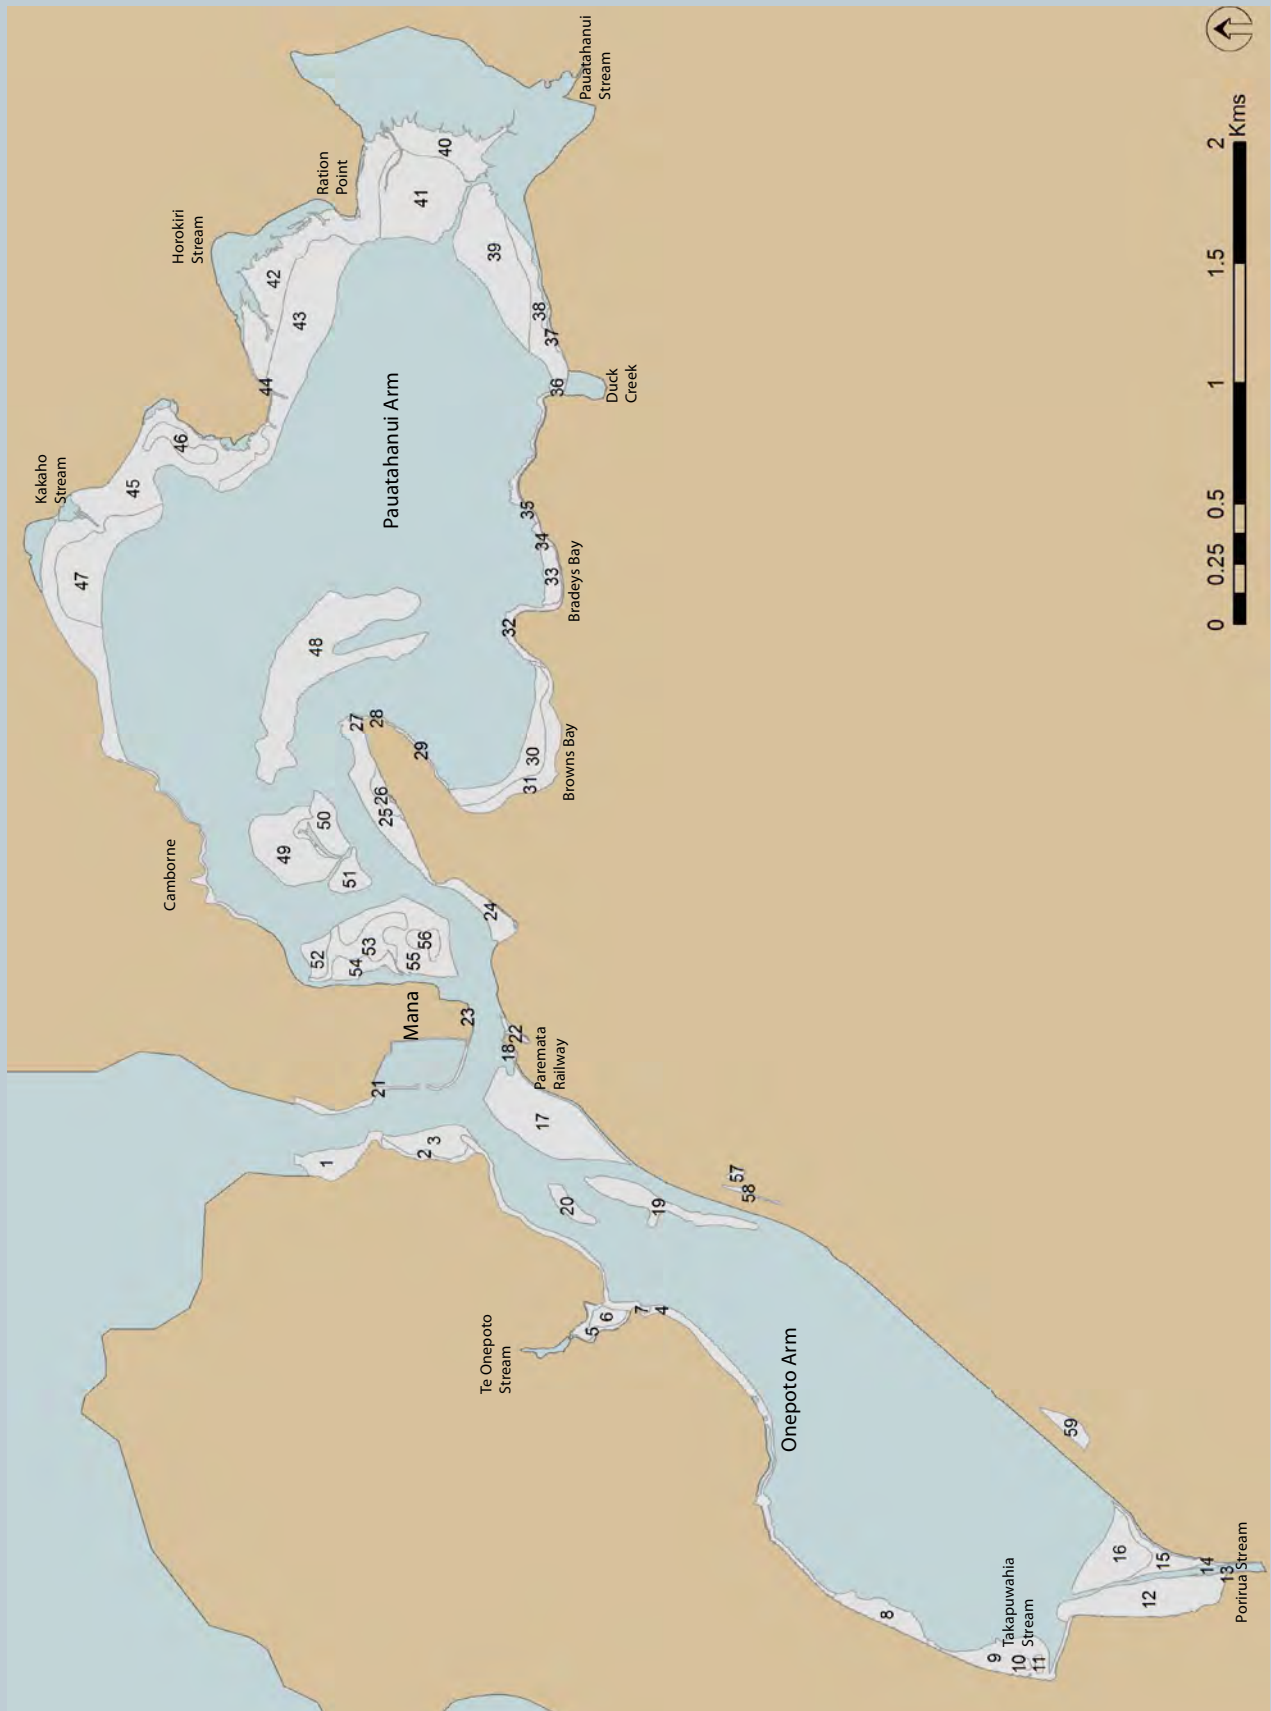 Kakaho
Stream
Horokiri
Stream
Ration
Point
Pauatahanui
Stream
Camborne
Pauatahanui Arm
Mana
Duck
Creek
Bradeys Bay
Browns Bay
Paremata
Railway
Te Onepoto
Stream
Onepoto Arm
Takapuwahia
Stream
Porirua Stream
1
2
3
4
5
6
7
8
9
10
11
12
13
14
15
16
17
18
19
20
21
22
23
24
25
26
27
28
29
30
31
32
33
34
35
36
37
38
39
40
41
42
43
44
45
46
47
48
49
50
51
52
53
54
55
56
57
58
59
0 0.25 0.5 1 1.5 2
Kms